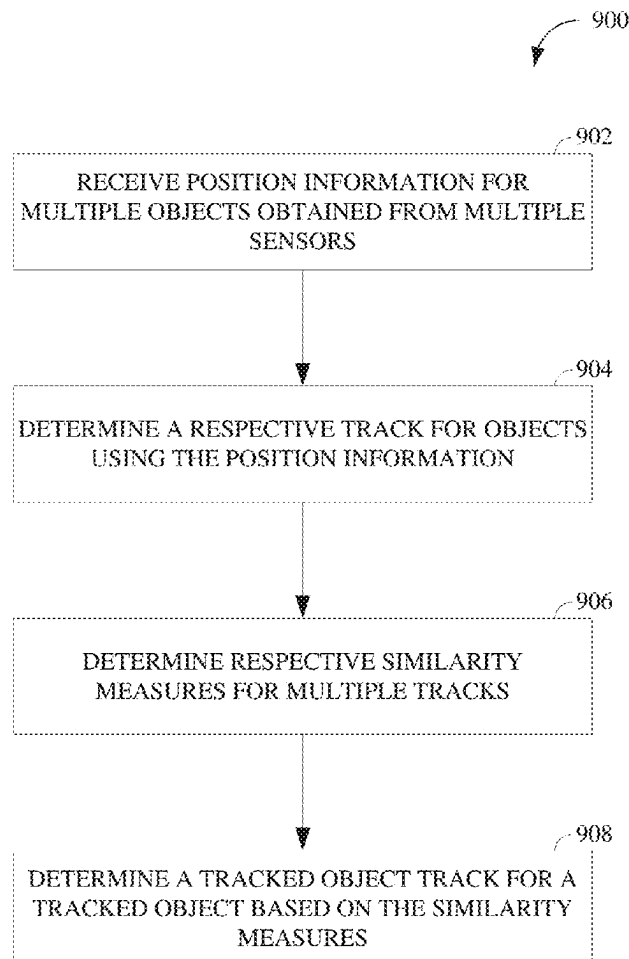 900
902
RECEIVE POSITION INFORMATION FOR
MULTIPLE OBJECTS OBTAINED FROM MULTIPLE
SENSORS
904
DETERMINE A RESPECTIVE TRACK FOR OBJECTS
USING THE POSITION INFORMATION
906
DETERMINE RESPECTIVE SIMILARITY
MEASURES FOR MULTIPLE TRACKS
908
DETERMINE A TRACKED OBJECT TRACK FOR A
TRACKED OBJECT BASED ON THE SIMILARITY
MEASURES